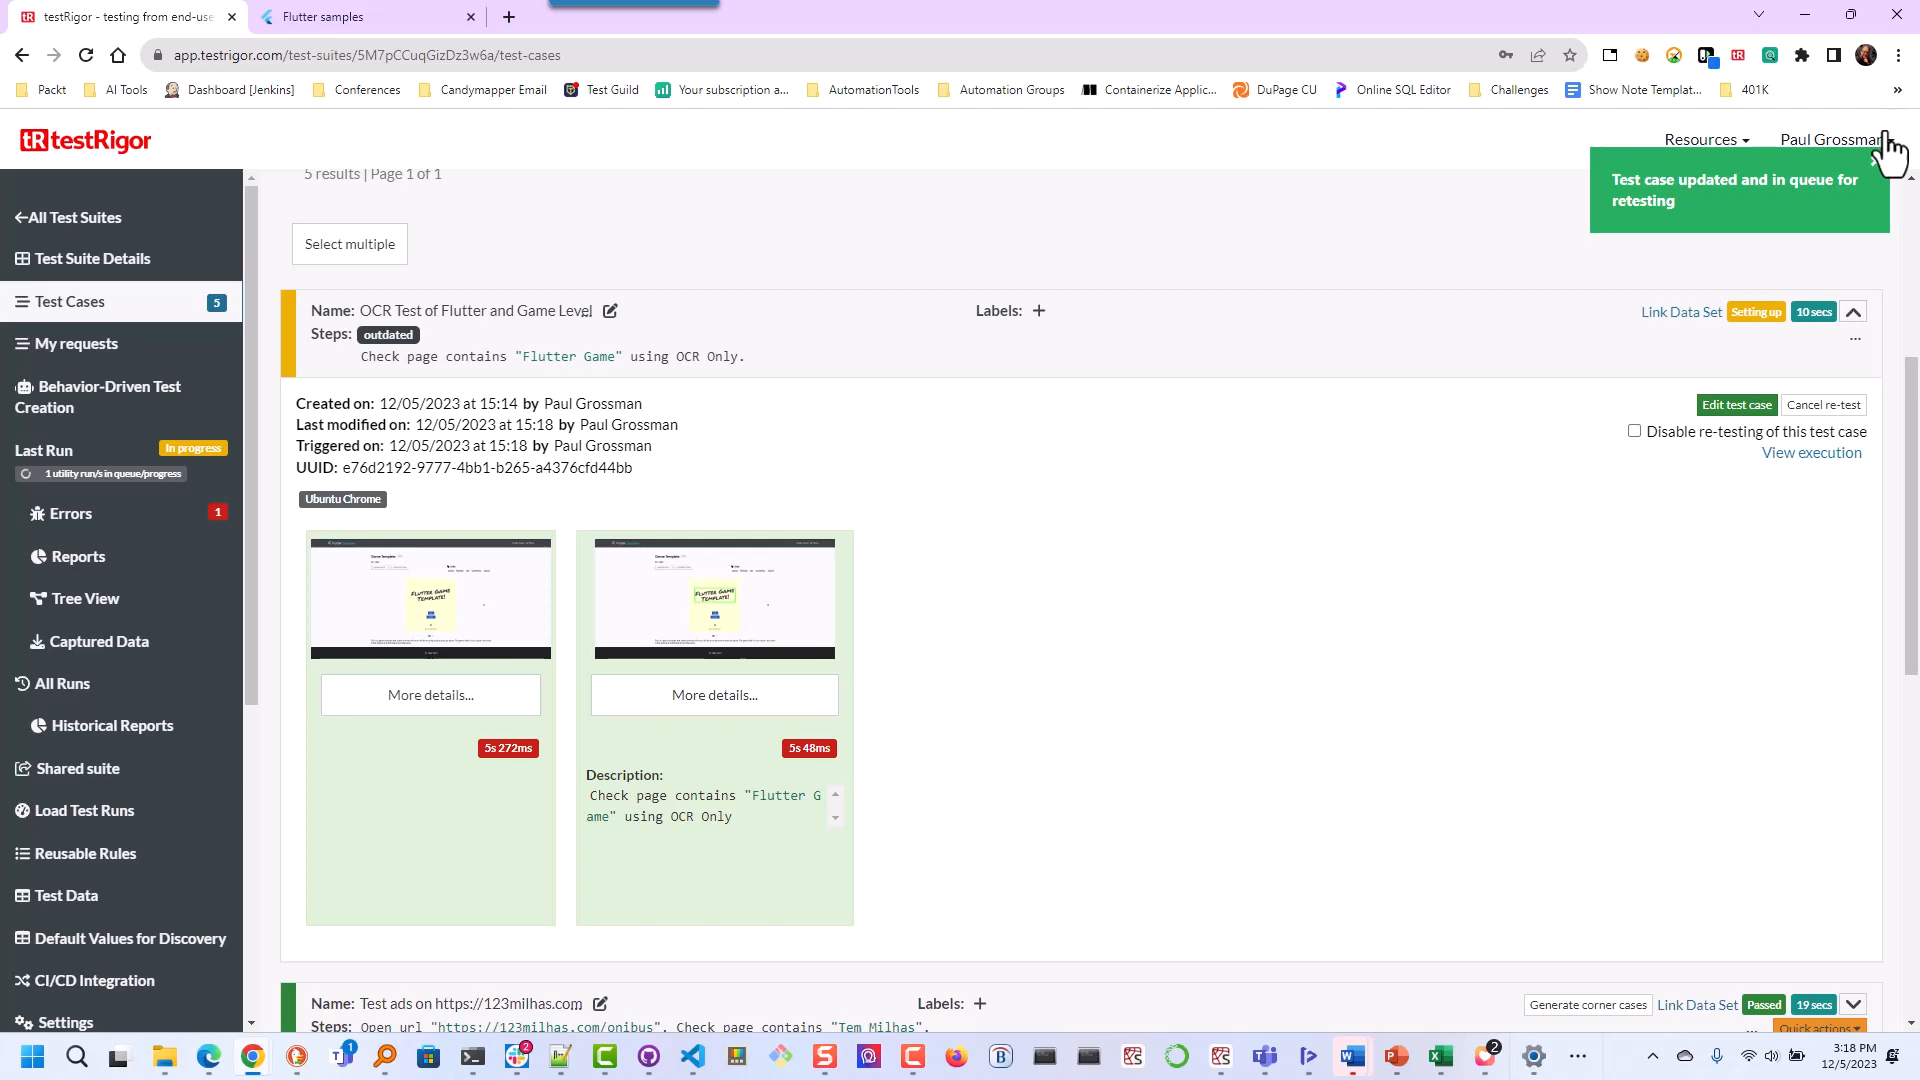 testRigor - testing from end-use
Flutter samples
app.testrigor.com/test-suites/5M7pCCuqGizDz3w6a/test-cases
Packt
AI Tools
Dashboard [Jenkins]
Conferences
Candymapper Email
Test Guild
Your subscription a...
AutomationTools
Automation Groups
Containerize Applic...
DuPage CU
Online SQL Editor
Challenges
Show Note Templat...
401K
»
tR testRigor
Resources
Paul Grossman
Test case updated and in queue for
retesting
All Test Suites
Test Suite Details
Test Cases 5
My requests
Behavior-Driven Test
Creation
Last Run In progress
1 utility run/s in queue/progress
Errors 1
Reports
Tree View
Captured Data
All Runs
Historical Reports
Shared suite
Load Test Runs
Reusable Rules
Test Data
Default Values for Discovery
CI/CD Integration
Settings
5 results | Page 1 of 1
Select multiple
Name: OCR Test of Flutter and Game Level
Labels: +
Link Data Set Setting up 10 secs
Steps: outdated
...
Check page contains "Flutter Game" using OCR Only.
Created on: 12/05/2023 at 15:14 by Paul Grossman
Last modified on: 12/05/2023 at 15:18 by Paul Grossman
Triggered on: 12/05/2023 at 15:18 by Paul Grossman
UUID: e76d2192-9777-4bb1-b265-a4376cfd44bb
Edit test case
Cancel re-test
Disable re-testing of this test case
View execution
Ubuntu Chrome
Flutter Game
Template!
Flutter Game
Template!
More details...
More details...
5s 272ms
5s 48ms
Description:
Check page contains "Flutter G
ame" using OCR Only
Name: Test ads on https://123milhas.com
Labels: +
Generate corner cases Link Data Set Passed 19 secs
Steps: Open url "https://123milhas.com/onibus". Check page contains "Tem Milhas".
Quick actions
1
2
2
3:18 PM
12/5/2023